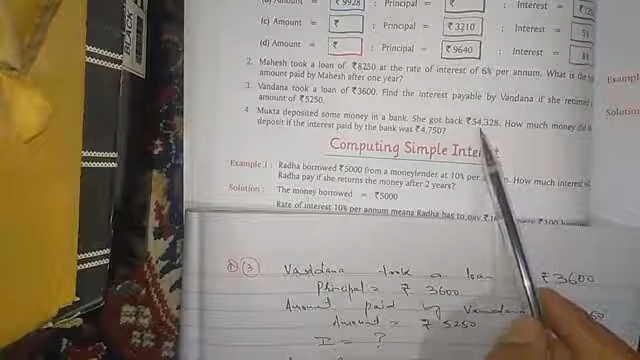 (b) Amount = ₹ 9928 : Principal = ₹ : Interest = ₹
(c) Amount = ₹ : Principal = ₹ 3210 : Interest =
(d) Amount = ₹ : Principal = ₹ 9640 : Interest =
2. Mahesh took a loan of ₹8250 at the rate of interest of 6% per annum. What is the
amount paid by Mahesh after one year?
3. Vandana took a loan of ₹3600. Find the interest payable by Vandana if she returned
amount of ₹5250.
4. Mukta deposited some money in a bank. She got back ₹54,328. How much money did
deposit if the interest paid by the bank was ₹4,750?
Computing Simple Inte
Example 1 : Radha borrowed ₹5000 from a moneylender at 10% per How much interest
Radha pay if she returns the money after 2 years?
Solution : The money borrowed = ₹5000
Rate of interest 10% per annum means Radha has to pay
Exampl
Soluti
BLACK
Q (3) Vandana took a loan ₹3600
Principal = ₹ 3600
Amount paid by Vandana
Amount = ₹ 5250
I = ?